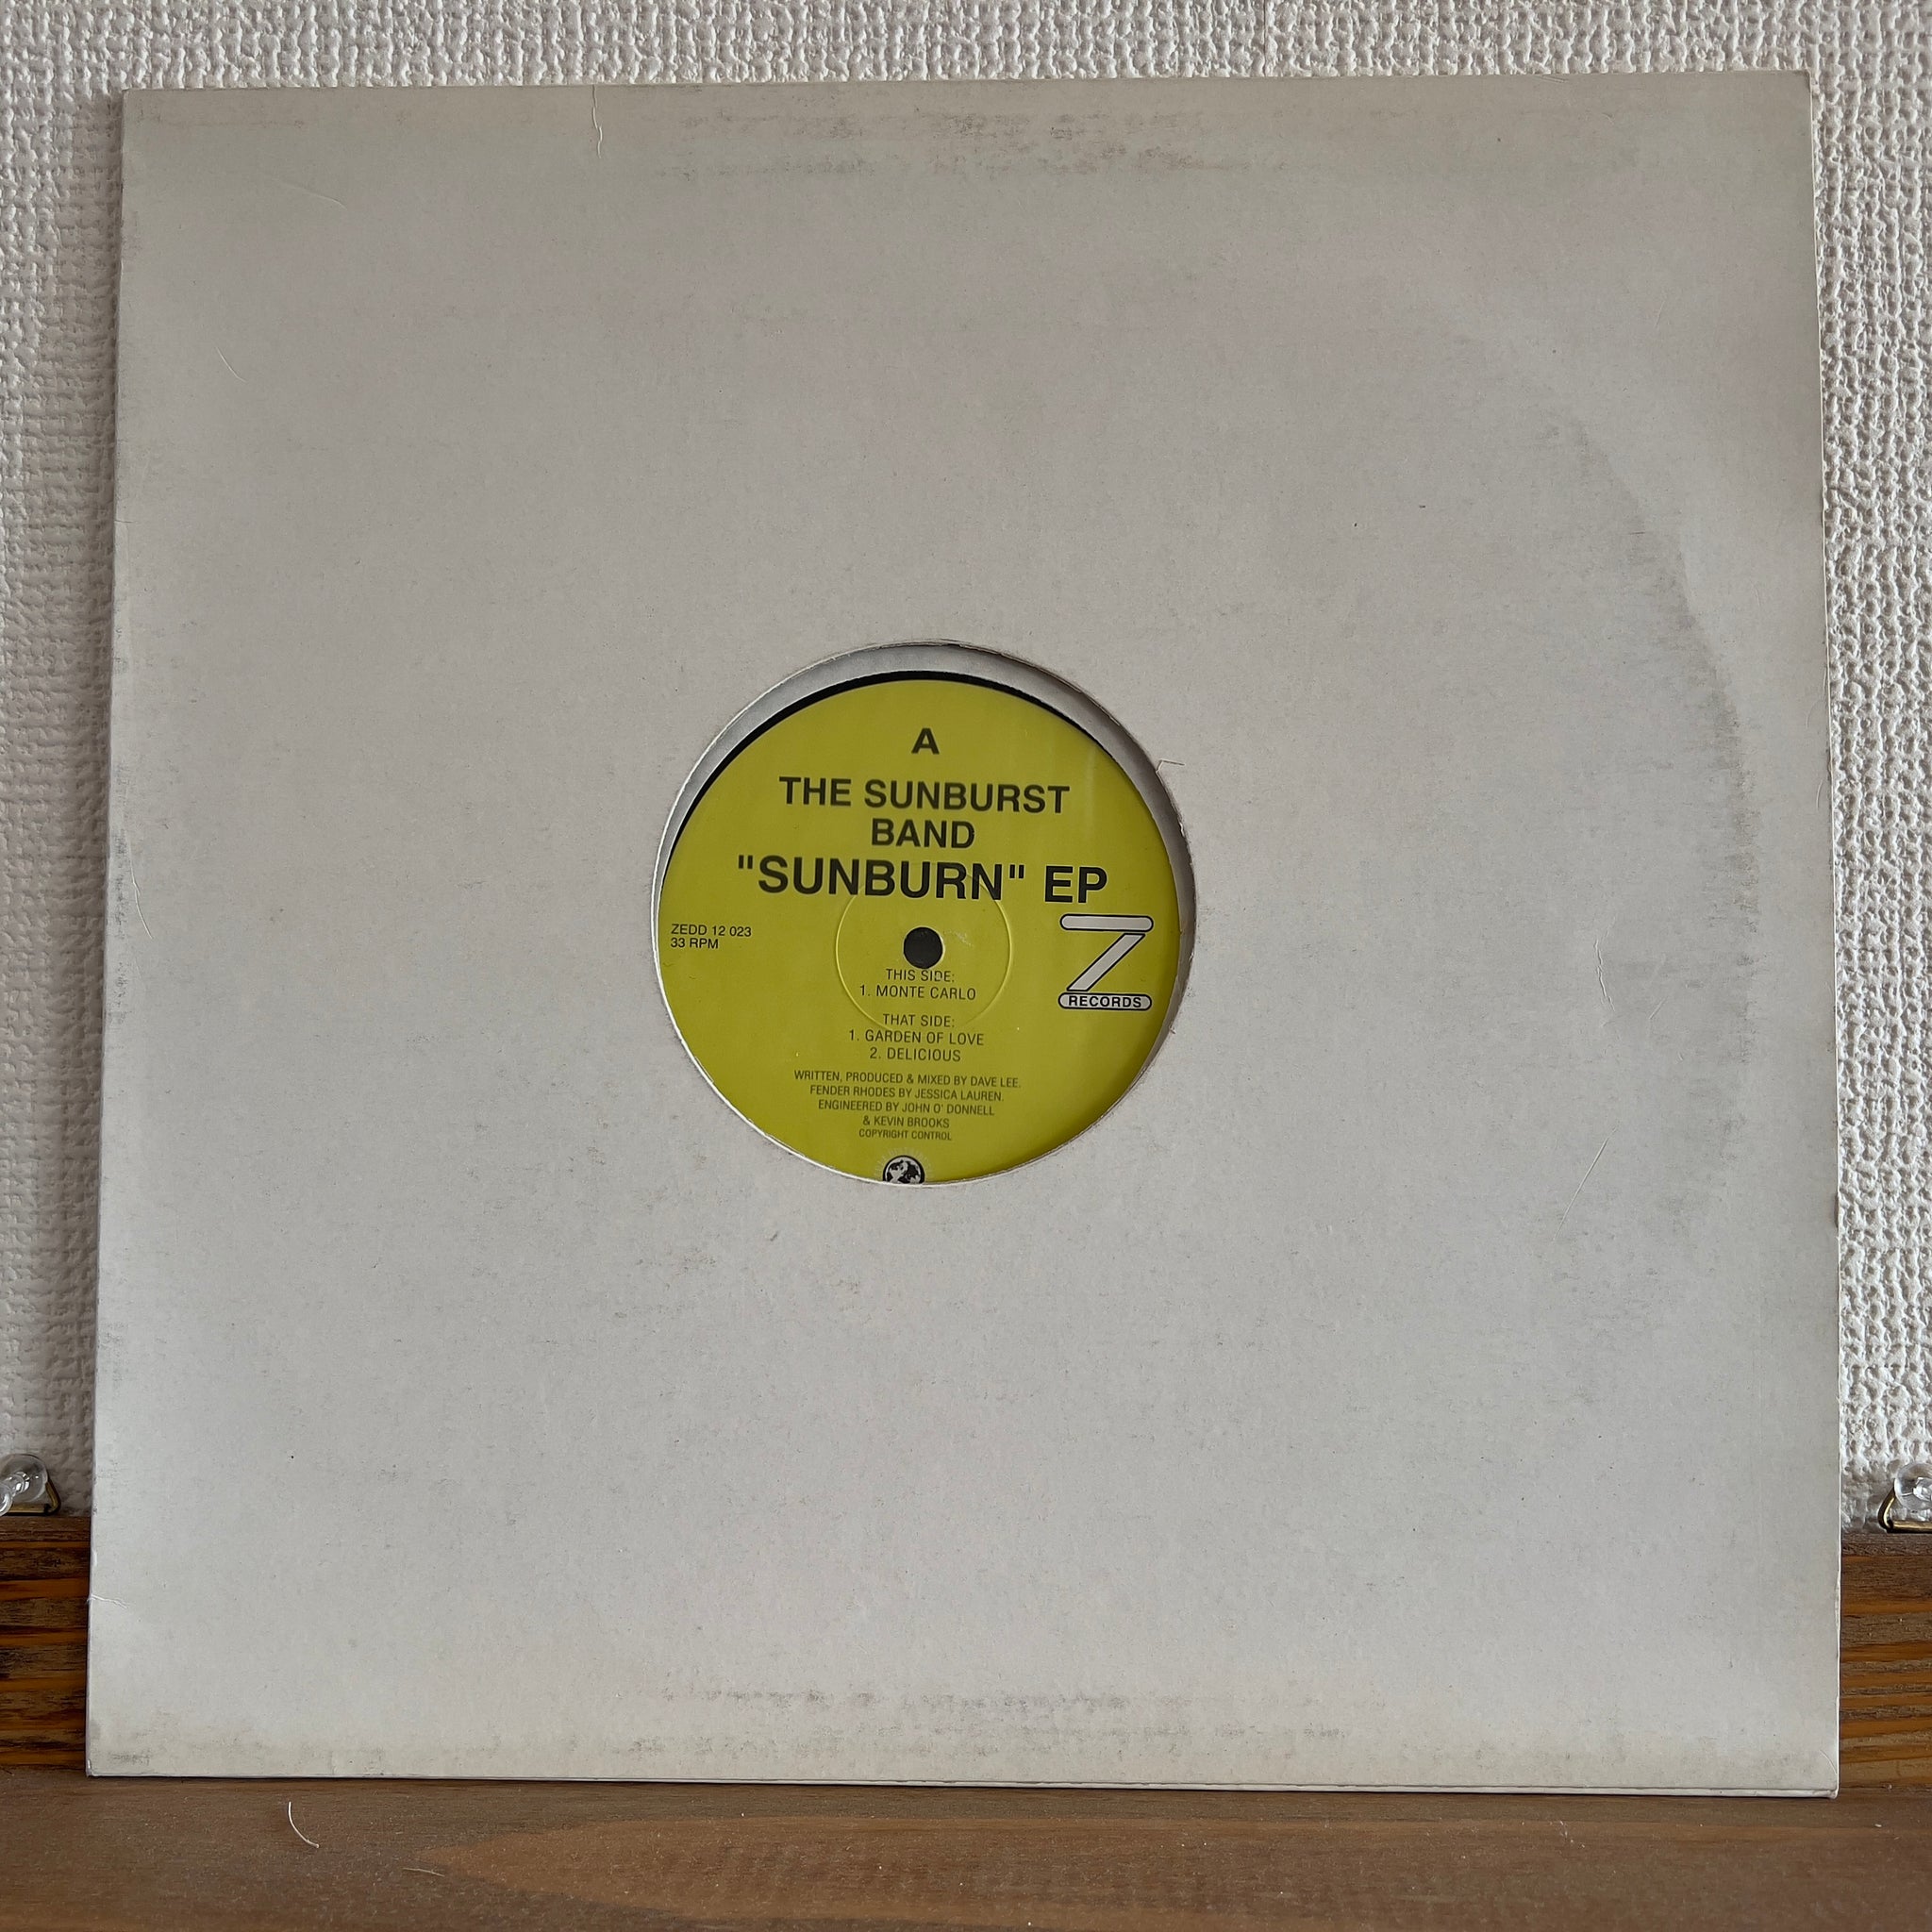 A
THE SUNBURST
BAND
"SUNBURN" EP
ZEDD 12 023
33 RPM
Z
RECORDS
THIS SIDE:
1. MONTE CARLO
THAT SIDE:
1. GARDEN OF LOVE
2. DELICIOUS
WRITTEN, PRODUCED & MIXED BY DAVE LEE.
FENDER RHODES BY JESSICA LAUREN.
ENGINEERED BY JOHN O' DONNELL
& KEVIN BROOKS
COPYRIGHT CONTROL